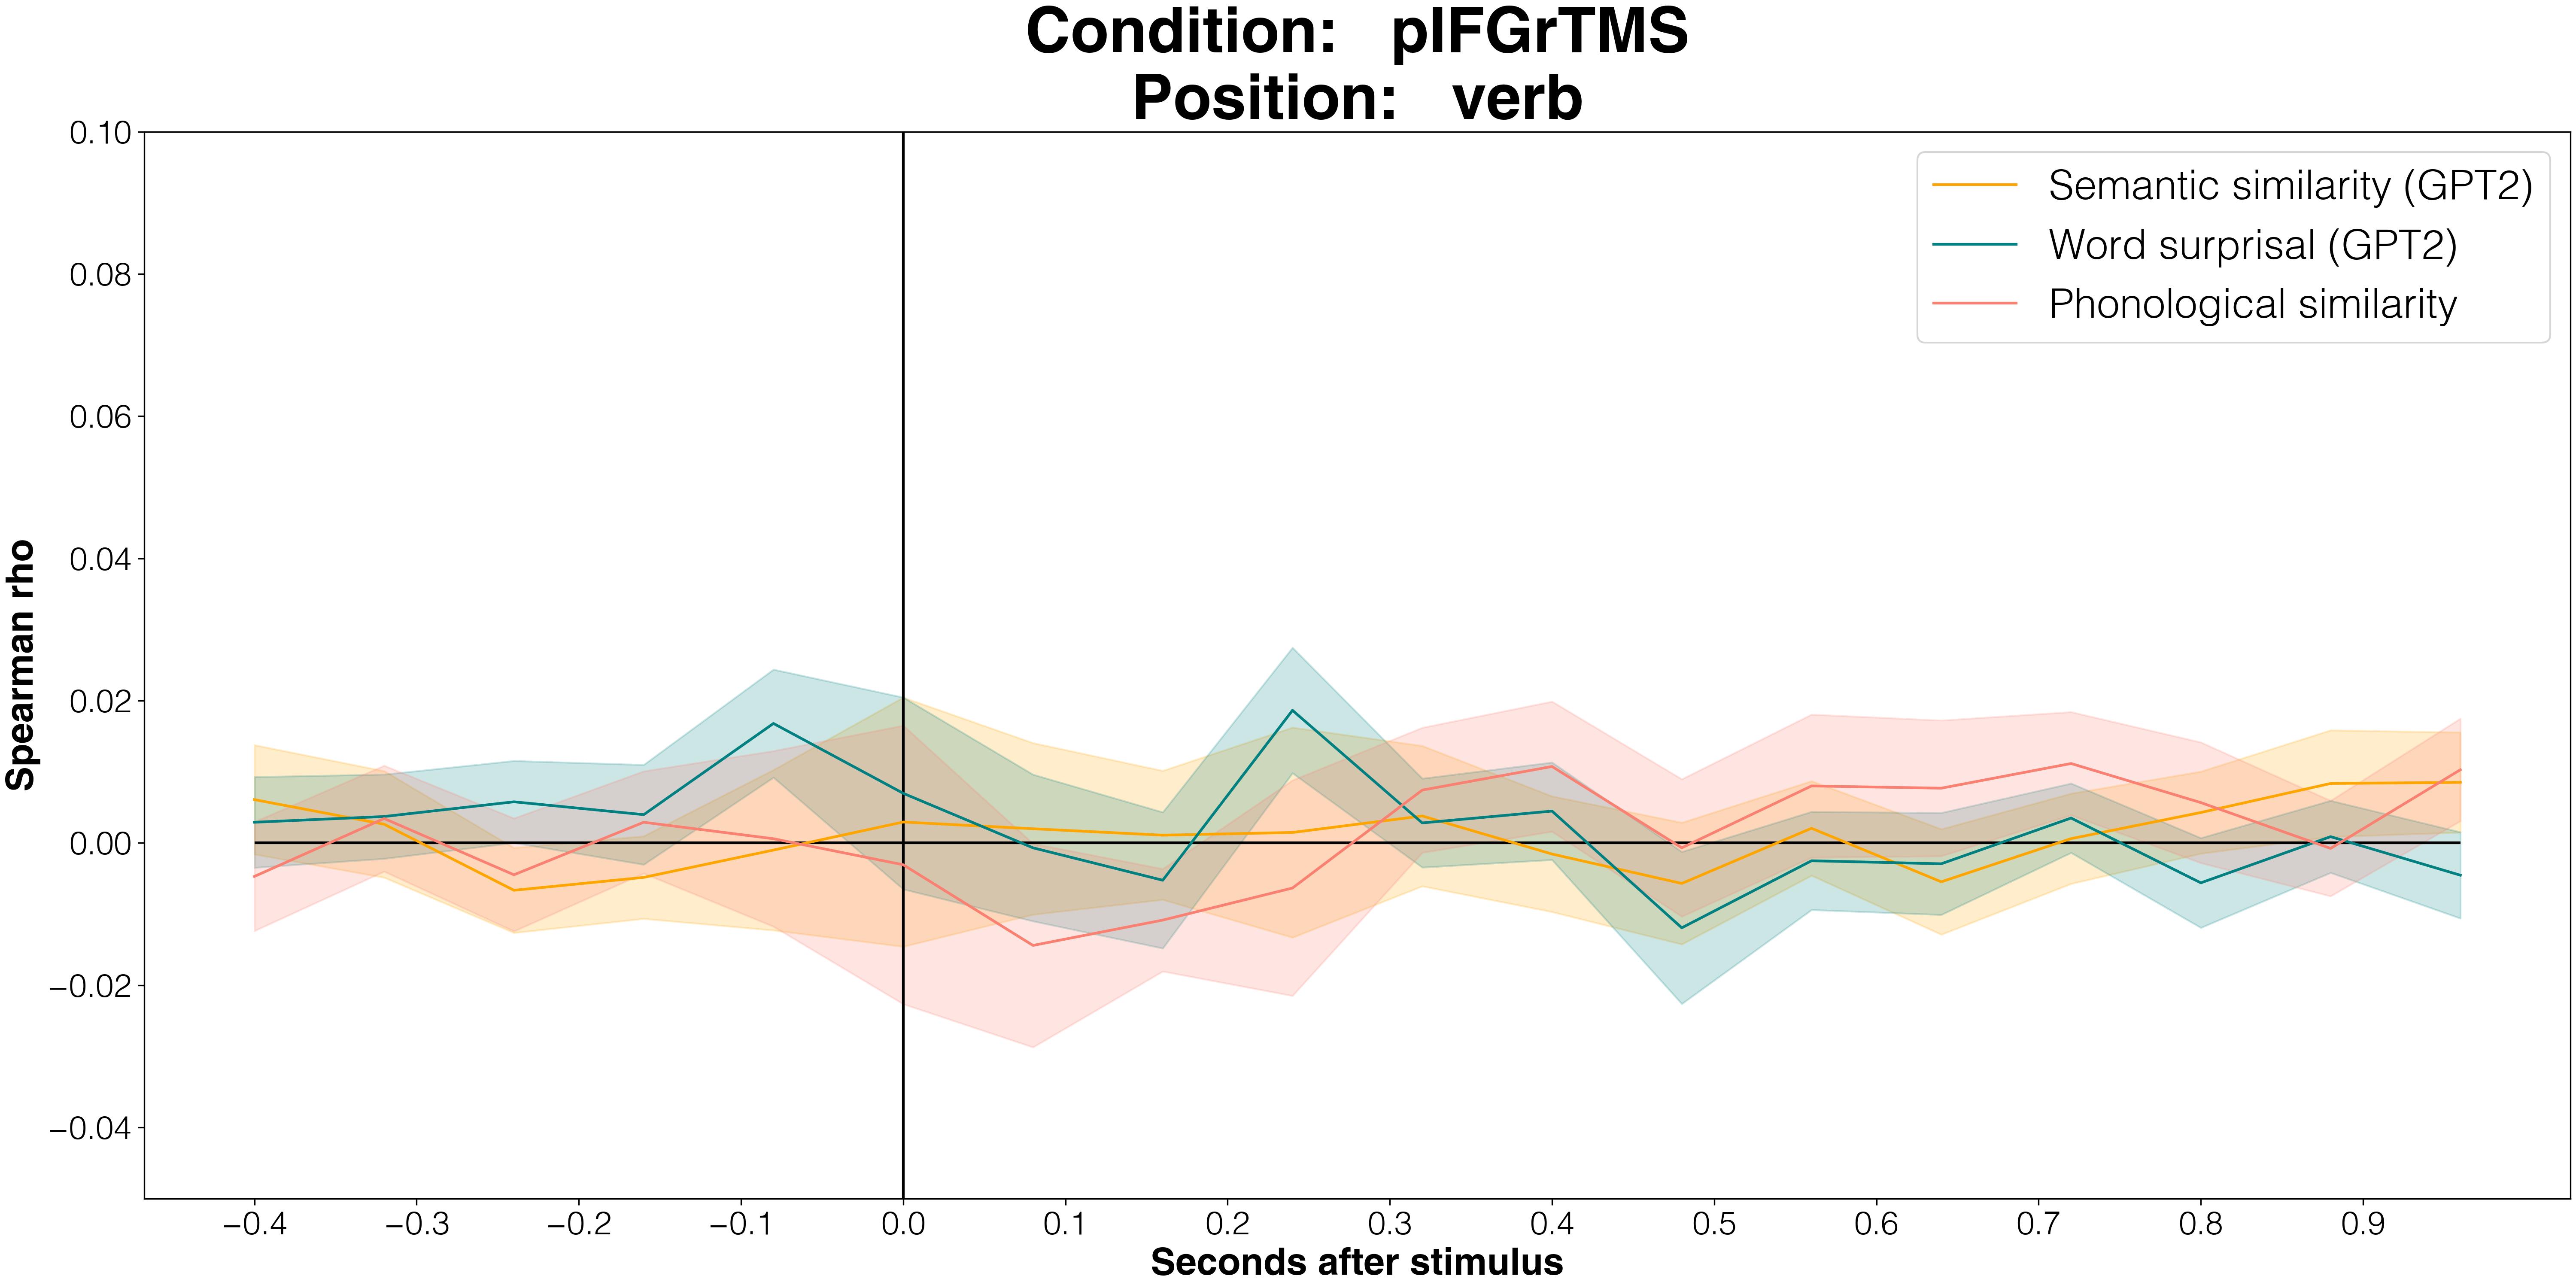 Condition:   pIFGrTMS
Position:   verb
0.10
0.08
0.06
0.04
0.02
0.00
−0.02
−0.04
Spearman rho
Semantic similarity (GPT2)
Word surprisal (GPT2)
Phonological similarity
−0.4 −0.3 −0.2 −0.1 0.0 0.1 0.2 0.3 0.4 0.5 0.6 0.7 0.8 0.9
Seconds after stimulus